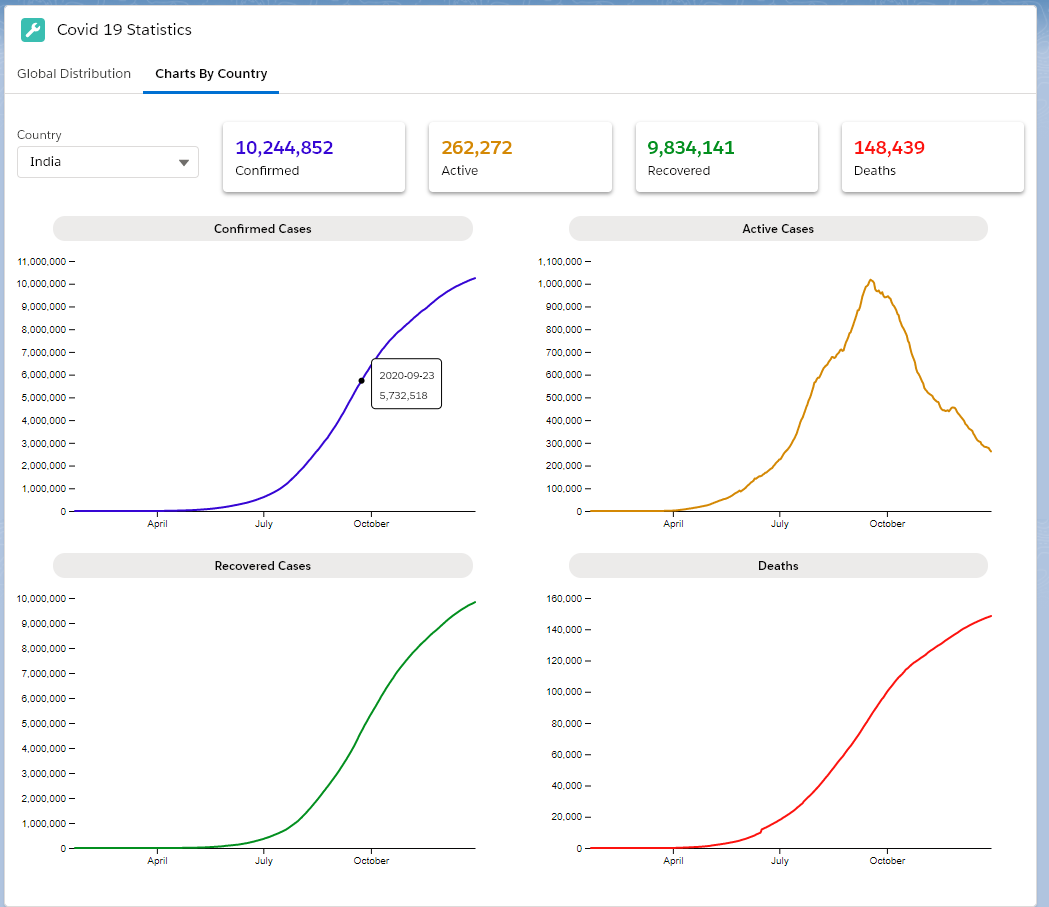 Covid 19 Statistics
Global Distribution
Charts By Country
Country
India
10,244,852
Confirmed
262,272
Active
9,834,141
Recovered
148,439
Deaths
Confirmed Cases
11,000,000
10,000,000
9,000,000
8,000,000
7,000,000
6,000,000
5,000,000
4,000,000
3,000,000
2,000,000
1,000,000
0
April
July
October
2020-09-23
5,732,518
Active Cases
1,100,000
1,000,000
900,000
800,000
700,000
600,000
500,000
400,000
300,000
200,000
100,000
0
April
July
October
Recovered Cases
10,000,000
9,000,000
8,000,000
7,000,000
6,000,000
5,000,000
4,000,000
3,000,000
2,000,000
1,000,000
0
April
July
October
Deaths
160,000
140,000
120,000
100,000
80,000
60,000
40,000
20,000
0
April
July
October